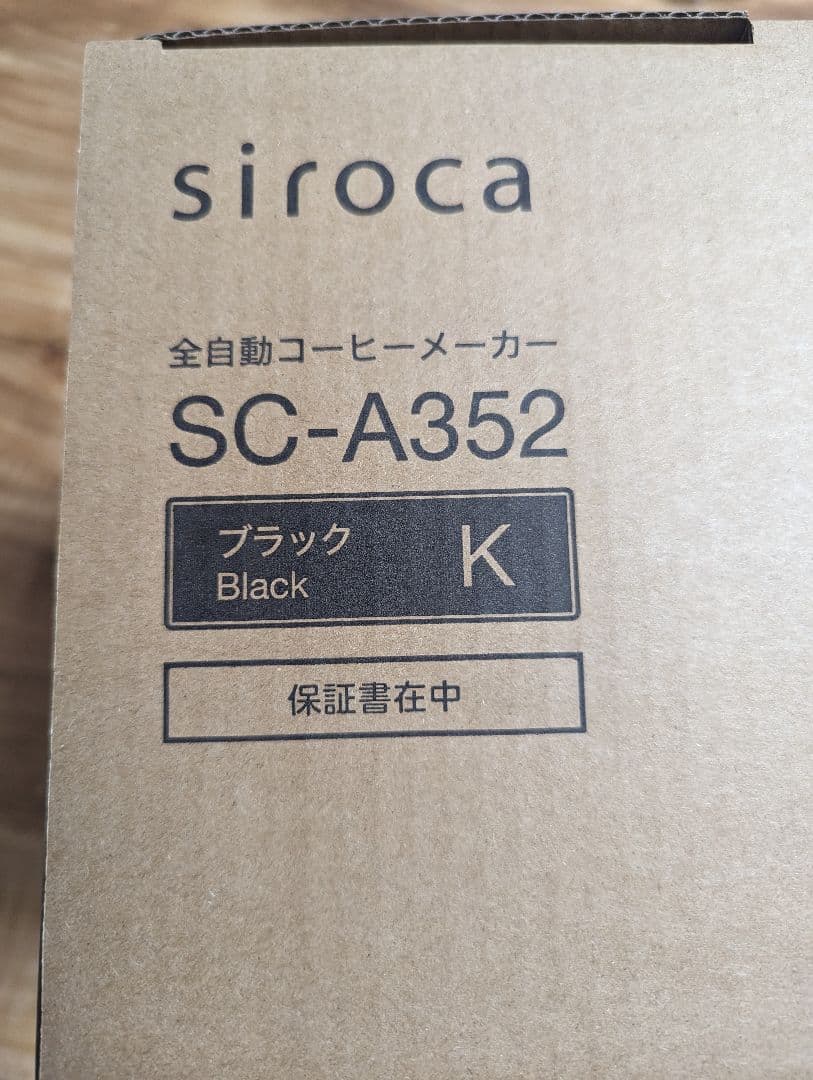 siroca
全自動コーヒーメーカー
SC-A352
ブラック
Black
K
保証書在中